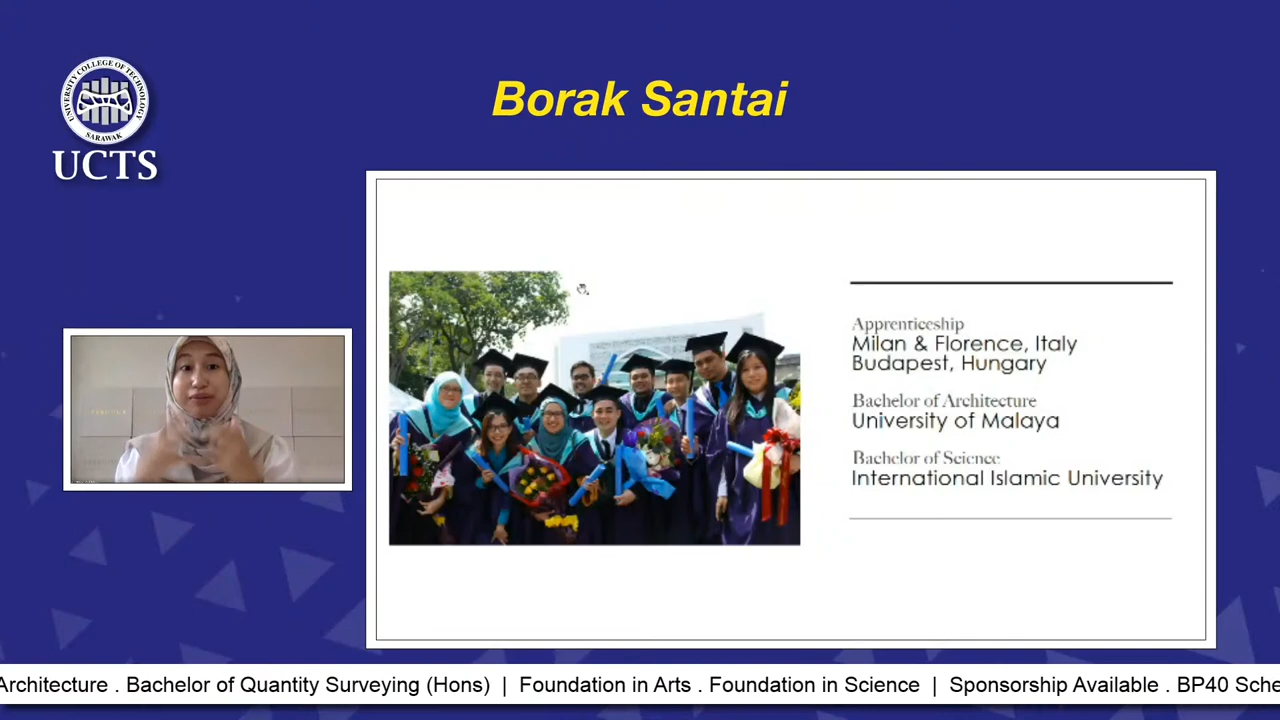 Borak Santai
UNIVERSITY COLLEGE OF TECHNOLOGY
SARAWAK
UCTS
Apprenticeship
Milan & Florence, Italy
Budapest, Hungary
Bachelor of Architecture
University of Malaya
Bachelor of Science
International Islamic University
Architecture . Bachelor of Quantity Surveying (Hons) | Foundation in Arts . Foundation in Science | Sponsorship Available . BP40 Sche